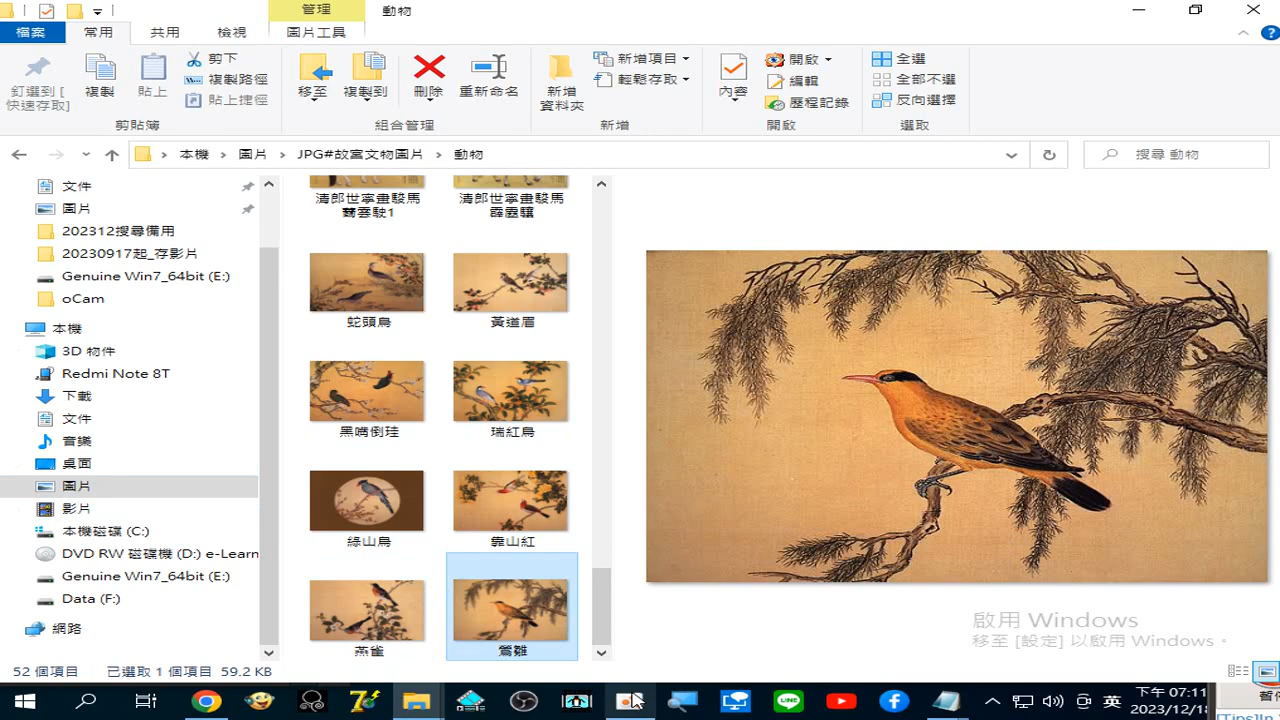 管理
動物
檔案
常用
共用
檢視
圖片工具
釘選到 [
快速存取]
複製
貼上
剪下
複製路徑
貼上捷徑
剪貼簿
移至
複製到
刪除
重新命名
組合管理
新增
資料夾
新增項目
輕鬆存取
新增
內容
開啟
編輯
歷程記錄
開啟
全選
全部不選
反向選擇
選取
本機 › 圖片 › JPG#故宮文物圖片 › 動物
搜尋 動物
文件
圖片
202312搜尋備用
20230917起_存影片
Genuine Win7_64bit (E:)
oCam
本機
3D 物件
Redmi Note 8T
下載
文件
音樂
桌面
圖片
影片
本機磁碟 (C:)
DVD RW 磁碟機 (D:) e-Learn
Genuine Win7_64bit (E:)
Data (F:)
網路
清郎世寧畫駿馬
駛1
清郎世寧畫駿馬
霹靂驤
蛇頭鳥
黃道眉
黑嘴倒挂
瑞紅鳥
綠山鳥
靠山紅
燕雀
鶯雛
啟用 Windows
移至 [設定] 以啟用 Windows。
52 個項目
已選取 1 個項目 59.2 KB
LINE
英
下午 07:11
2023/12/18